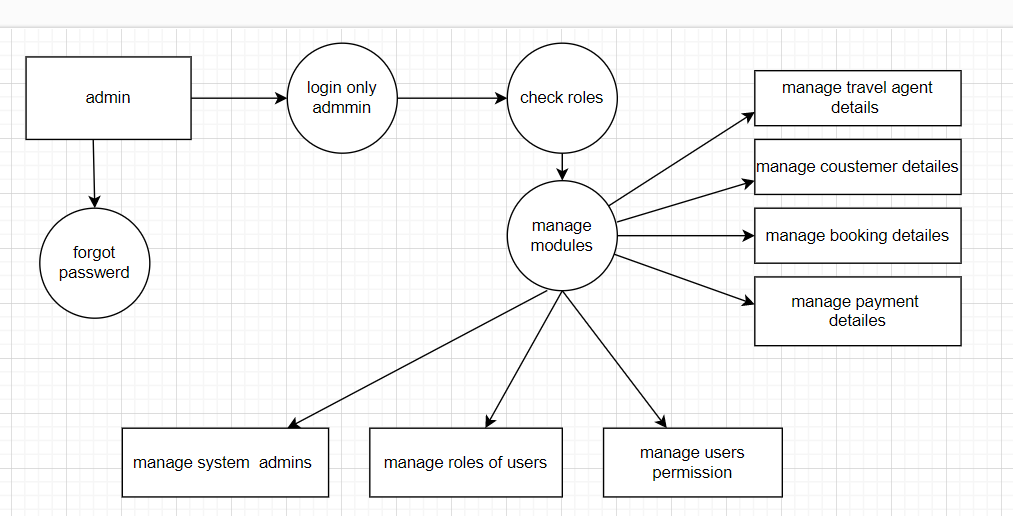 admin
login only
admmin
check roles
manage travel agent
details
manage coustemer detailes
manage booking detailes
manage payment
detailes
manage
modules
forgot
passwerd
manage system  admins
manage roles of users
manage users
permission